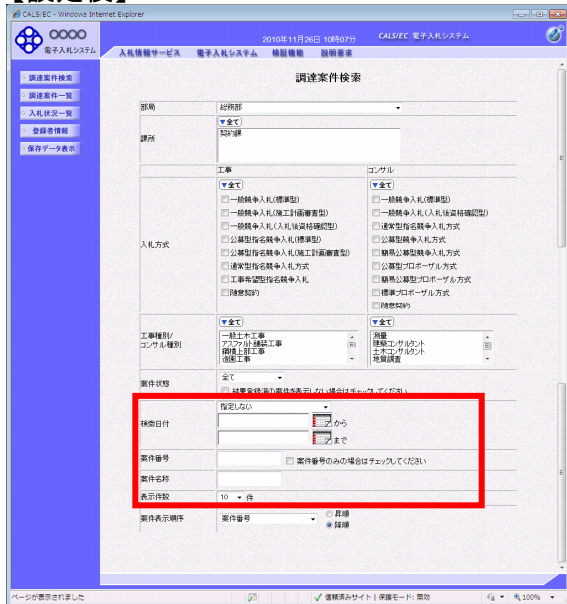 【設定後】
CALS/EC - Windows Internet Explorer
○○○○
電子入札システム
2010年11月26日 10時07分
CALS/EC 電子入札システム
入札情報サービス 電子入札システム 検証機能 説明要求
調達案件検索
調達案件一覧
入札状況一覧
登録者情報
保存データ表示
調達案件検索
部局 総務部
▼全て
課所 契約課
工事 コンサル
▼全て ▼全て
入札方式
一般競争入札(標準型) 一般競争入札(標準型)
一般競争入札(施工計画審査型) 一般競争入札(入札後資格確認型)
一般競争入札(入札後資格確認型) 通常型指名競争入札方式
公募型指名競争入札(標準型) 公募型競争入札方式
公募型指名競争入札(施工計画審査型) 簡易公募型競争入札方式
通常型指名競争入札方式 公募型プロポーザル方式
工事希望型指名競争入札 簡易公募型プロポーザル方式
随意契約 標準プロポーザル方式
随意契約
▼全て ▼全て
工事種別/
コンサル種別
一般土木工事 測量
アスファルト舗装工事 建築コンサルタント
鋼橋上部工事 土木コンサルタント
造園工事 地質調査
案件状態 全て
結果登録済の案件を表示しない場合はチェックしてください
指定しない
検索日付 から
まで
案件番号 案件番号のみの場合はチェックしてください
案件名称
表示件数 10 件
案件表示順序 案件番号 昇順
降順
ページが表示されました 信頼済みサイト | 保護モード: 無効 100%